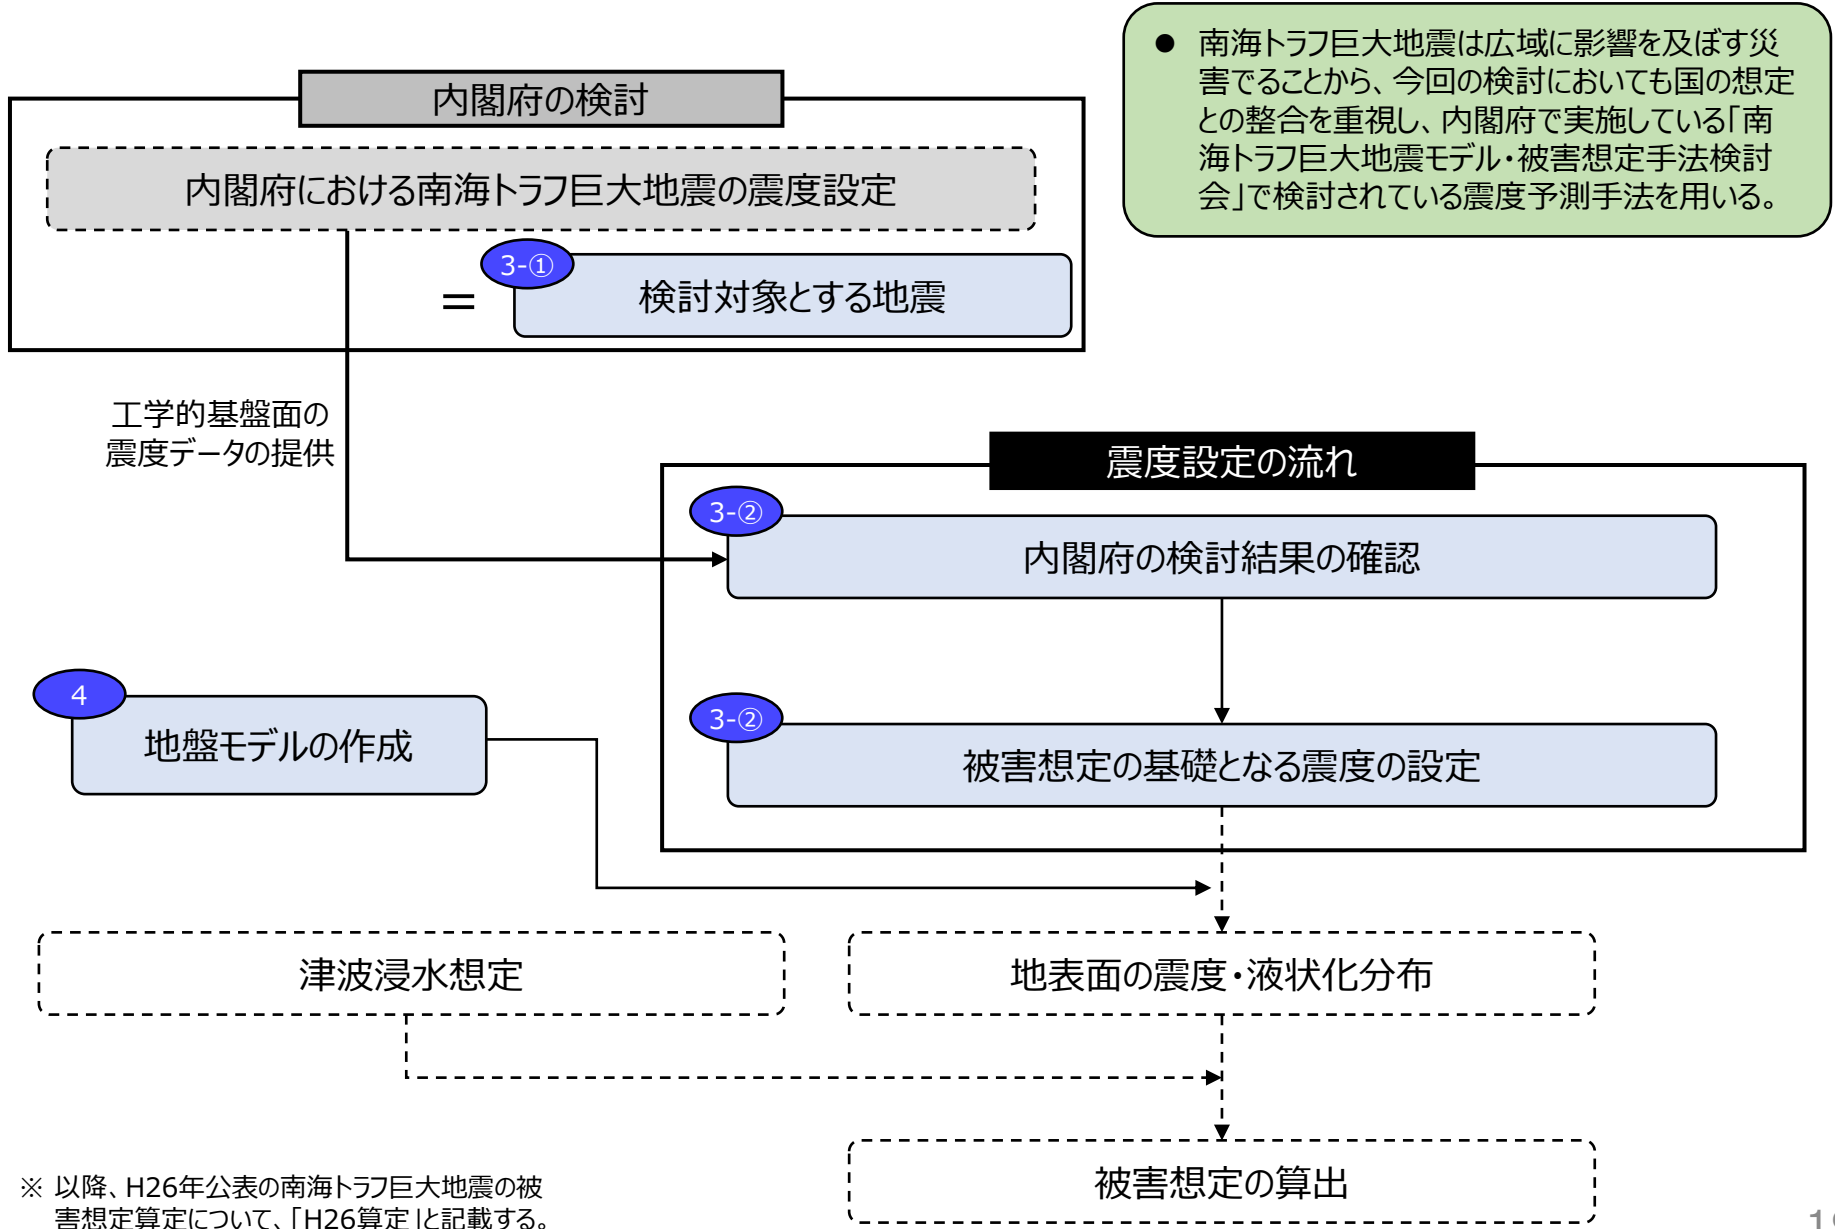 ● 南海トラフ巨大地震は広域に影響を及ぼす災
害でることから、今回の検討においても国の想定
との整合を重視し、内閣府で実施している「南
海トラフ巨大地震モデル・被害想定手法検討
会」で検討されている震度予測手法を用いる。
内閣府の検討
内閣府における南海トラフ巨大地震の震度設定
3-①
＝
検討対象とする地震
工学的基盤面の
震度データの提供
震度設定の流れ
3-②
内閣府の検討結果の確認
4
地盤モデルの作成
3-②
被害想定の基礎となる震度の設定
津波浸水想定
地表面の震度・液状化分布
被害想定の算出
※ 以降、H26年公表の南海トラフ巨大地震の被
害想定算定について、「H26算定」と記載する。